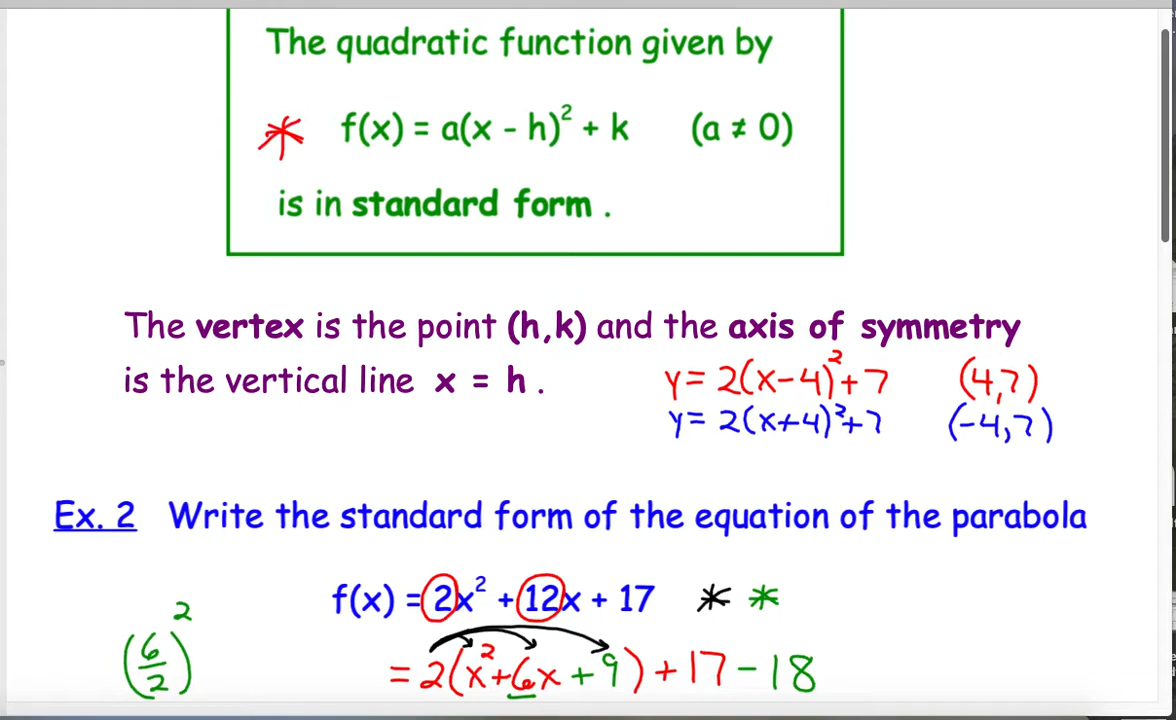 The quadratic function given by
* f(x) = a(x - h)² + k (a ≠ 0)
is in standard form .
The vertex is the point (h,k) and the axis of symmetry
is the vertical line x = h .
y = 2(x-4)²+7 (4,7)
y = 2(x+4)²+7 (-4,7)
Ex. 2 Write the standard form of the equation of the parabola
f(x) = 2x² + 12x + 17 * *
(6/2)² = 2(x²+6x+9)+17-18